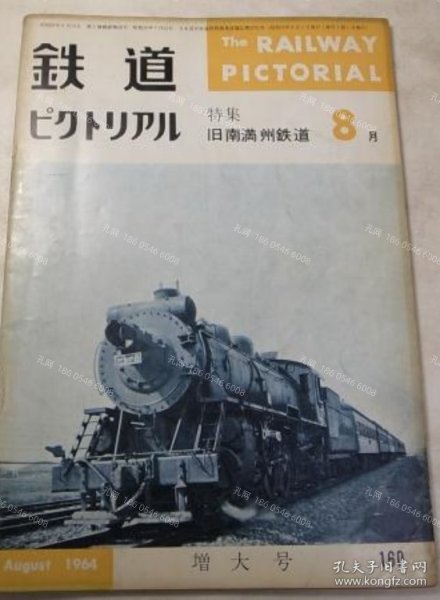 The RAILWAY
PICTORIAL
鉄道
ピクトリアル
特集
旧南満州鉄道
8月
August 1964
増大号
160
孔网 186 0546 6008
孔夫子旧书网
www.kongfz.com